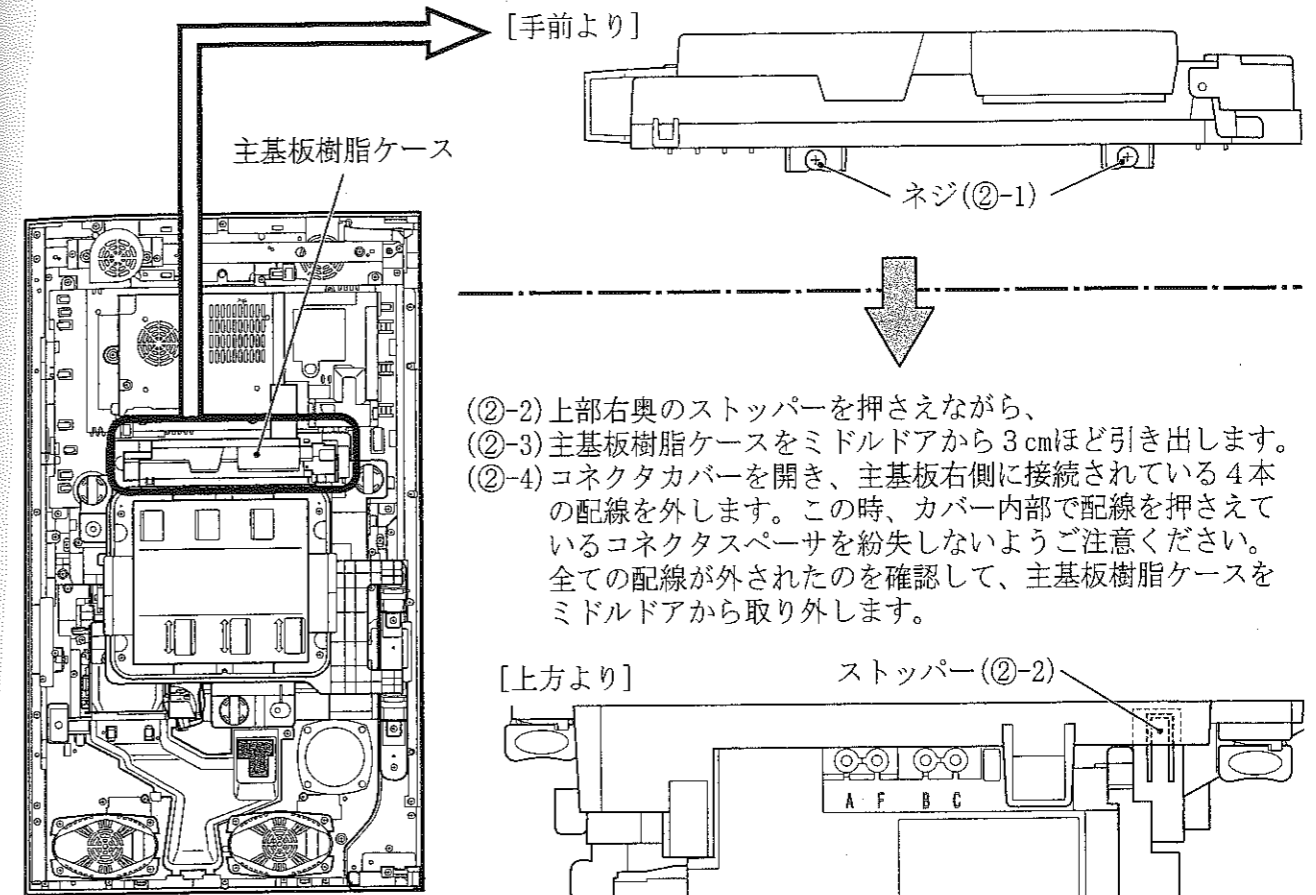 [手前より]
主基板樹脂ケース
ネジ(②-1)
(②-2)上部右奥のストッパーを押さえながら、
(②-3)主基板樹脂ケースをミドルドアから3cmほど引き出します。
(②-4)コネクタカバーを開き、主基板右側に接続されている4本
の配線を外します。この時、カバー内部で配線を押さえて
いるコネクタスペーサを紛失しないようご注意ください。
全ての配線が外されたのを確認して、主基板樹脂ケースを
ミドルドアから取り外します。
[上方より]
ストッパー(②-2)
A F B C